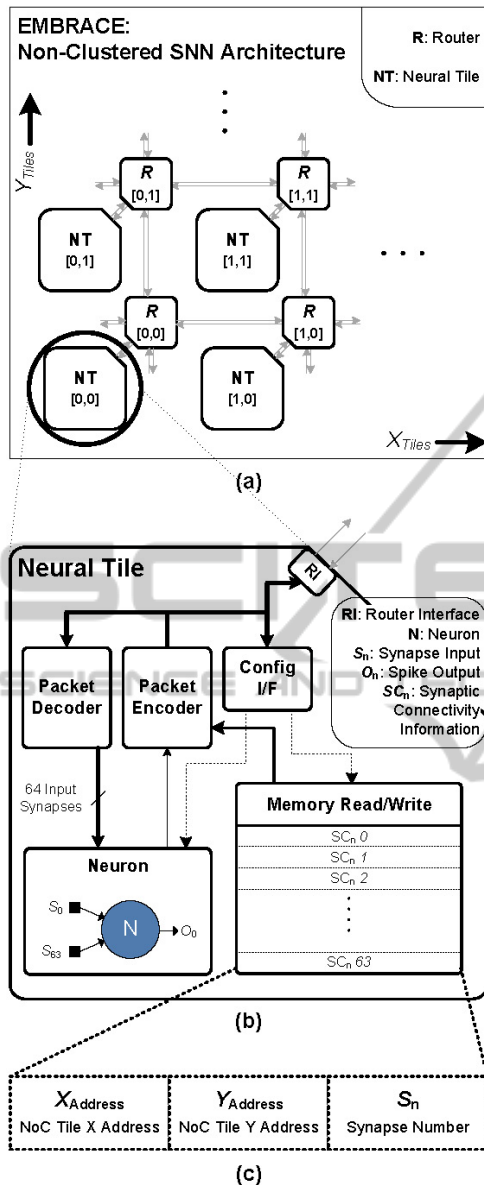 EMBRACE:
Non-Clustered SNN Architecture
R: Router
NT: Neural Tile
Y Tiles
R
[0,1]
R
[1,1]
NT
[0,1]
NT
[1,1]
R
[0,0]
R
[1,0]
NT
[0,0]
NT
[1,0]
X Tiles
(a)
Neural Tile
RI
RI: Router Interface
N: Neuron
Sn: Synapse Input
On: Spike Output
SCn: Synaptic
Connectivity
Information
Packet
Decoder
Packet
Encoder
Config
I/F
64 Input
Synapses
Memory Read/Write
SCn 0
SCn 1
SCn 2
SCn 63
Neuron
S0
S63
N
O0
(b)
XAddress
NoC Tile X Address
YAddress
NoC Tile Y Address
Sn
Synapse Number
(c)